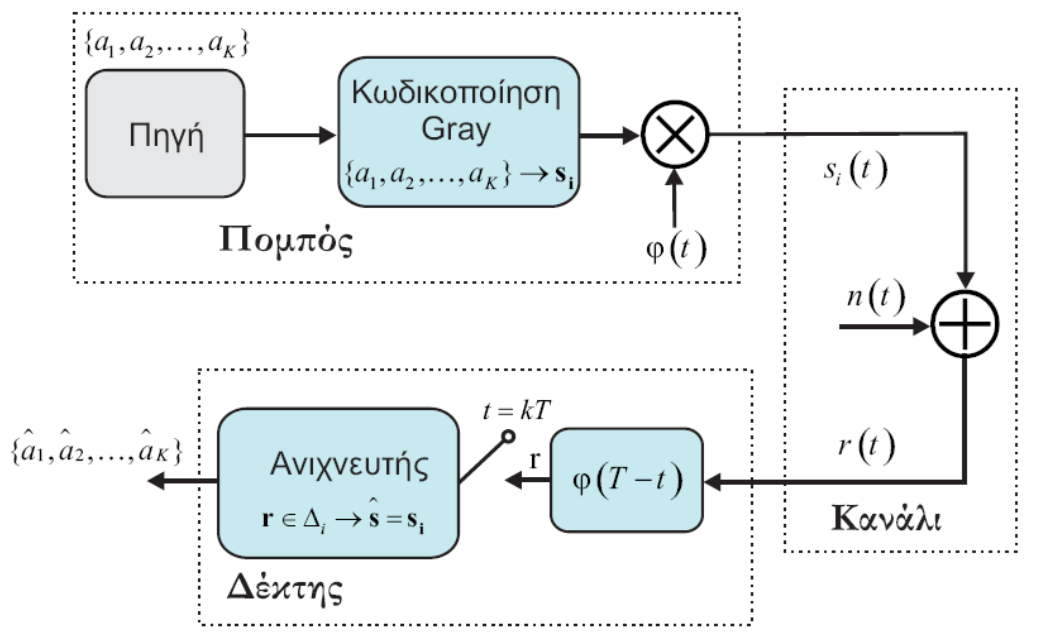 {a₁, a₂, ..., a_K}
Πηγή
Κωδικοποίηση
Gray
{a₁, a₂, ..., a_K} → sᵢ
φ(t)
Πομπός
sᵢ(t)
n(t)
r(t)
Κανάλι
φ(T − t)
r
t = kT
Ανιχνευτής
r ∈ Δᵢ → ŝ = sᵢ
{â₁, â₂, ..., â_K}
Δέκτης